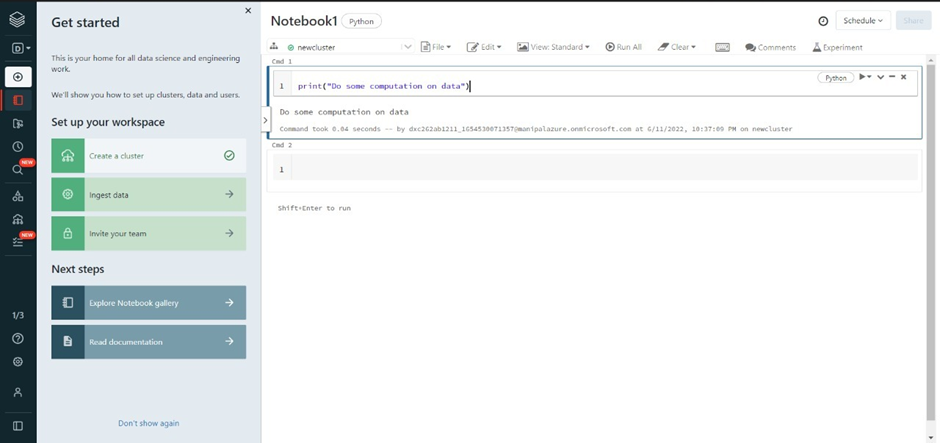 Get started
This is your home for all data science and engineering
work.
We'll show you how to set up clusters, data and users.
Set up your workspace
Create a cluster
Ingest data
Invite your team
Next steps
Explore Notebook gallery
Read documentation
Don't show again
D
NEW
NEW
1/3
Notebook1 Python
Schedule
Share
newcluster
File Edit View: Standard Run All Clear Comments Experiment
Cmd 1
Python
1 print("Do some computation on data")
Do some computation on data
Command took 0.04 seconds -- by dxc262ab1211_1654530071357@manipalazure.onmicrosoft.com at 6/11/2022, 10:37:09 PM on newcluster
Cmd 2
1
Shift+Enter to run